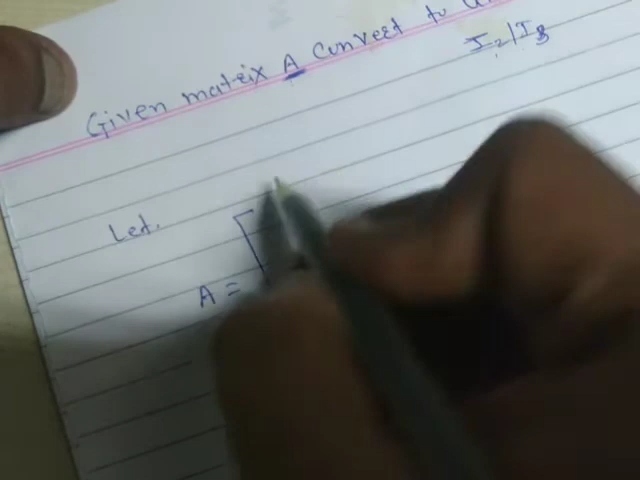 Given matrix A Convert to
I2/I3
Let.
A = [